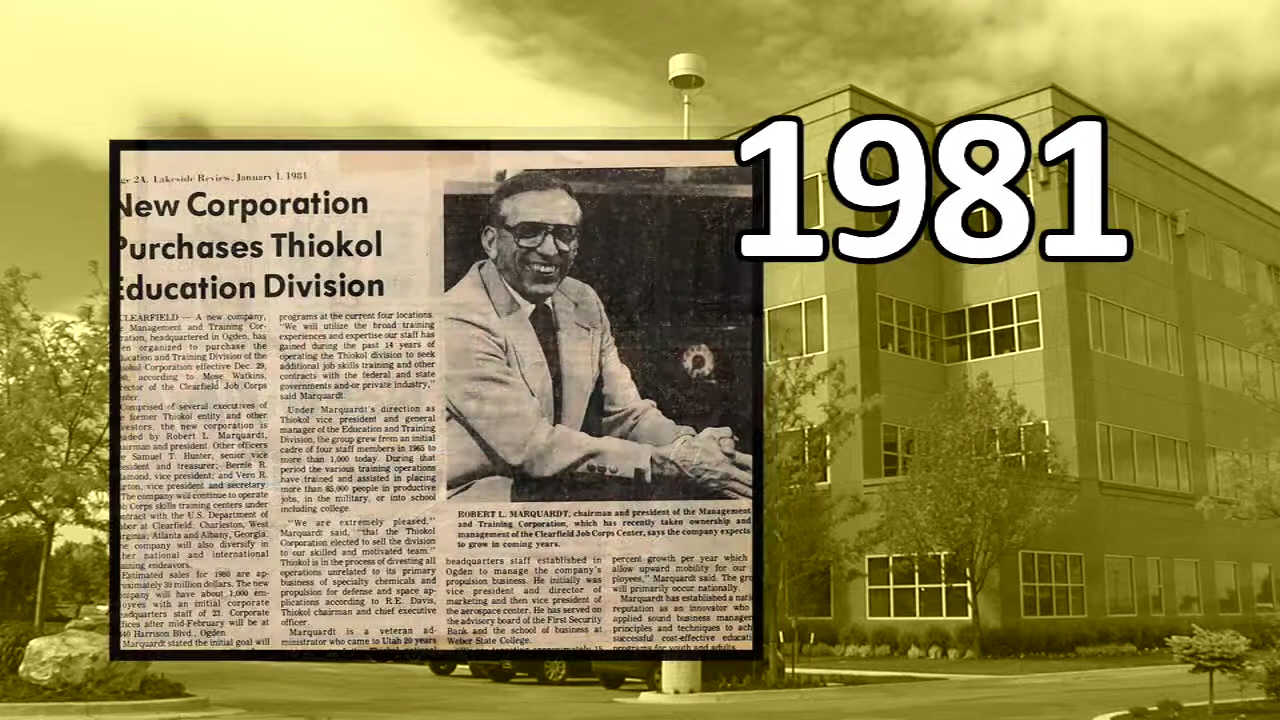 1981
ge 2A, Lakeside Review, January 1, 1981
New Corporation
Purchases Thiokol
Education Division
CLEARFIELD — A new company,
e Management and Training Cor-
ration, headquartered in Ogden, has
en organized to purchase the
ucation and Training Division of the
iokol Corporation effective Dec. 29,
according to Mose Watkins,
rector of the Clearfield Job Corps
nter.
Comprised of several executives of
e former Thiokol entity and other
vestors, the new corporation is
aded by Robert L. Marquardt,
airman and president. Other officers
e Samuel T. Hunter, senior vice
esident and treasurer; Bernie R.
amond, vice president; and Vern R.
rton, vice president and secretary.
The company will continue to operate
b Corps skills training centers under
ntract with the U.S. Department of
bor at Clearfield; Charleston, West
rginia; Atlanta and Albany, Georgia.
he company will also diversify in
her national and international
aining endeavors.
Estimated sales for 1980 are ap-
roximately 30 million dollars. The new
mpany will have about 1,000 em-
oyees with an initial corporate
eadquarters staff of 23. Corporate
fices after mid-February will be at
Harrison Blvd., Ogden.
Marquardt stated the initial goal will
programs at the current four locations.
"We will utilize the broad training
experiences and expertise our staff has
gained during the past 14 years of
operating the Thiokol division to seek
additional job skills training and other
contracts with the federal and state
governments and/or private industry,"
said Marquardt.
Under Marquardt's direction as
Thiokol vice president and general
manager of the Education and Training
Division, the group grew from an initial
cadre of four staff members in 1965 to
more than 1,000 today. During that
period the various training operations
have trained and assisted in placing
more than 85,000 people in productive
jobs, in the military, or into school
including college.
"We are extremely pleased,"
Marquardt said, "that the Thiokol
Corporation elected to sell the division
to our skilled and motivated team."
Thiokol is in the process of divesting all
operations unrelated to its primary
business of specialty chemicals and
propulsion for defense and space ap-
plications according to R.E. Davis,
Thiokol chairman and chief executive
officer.
Marquardt is a veteran ad-
ministrator who came to Utah 20 years
ROBERT L. MARQUARDT, chairman and president of the Management
and Training Corporation, which has recently taken ownership and
management of the Clearfield Job Corps Center, says the company expects
to grow in coming years.
headquarters staff established in
Ogden to manage the company's
propulsion business. He initially was
vice president and director of
marketing and then vice president of
the aerospace center. He has served on
the advisory board of the First Security
Bank and the school of business at
Weber State College.
percent growth per year which
allow upward mobility for our
ployees," Marquardt said. The gro
will primarily occur nationally.
Marquardt has established a nati
reputation as an innovator who
applied sound business manager
principles and techniques to ach
successful cost-effective educati
programs for youth and adults.